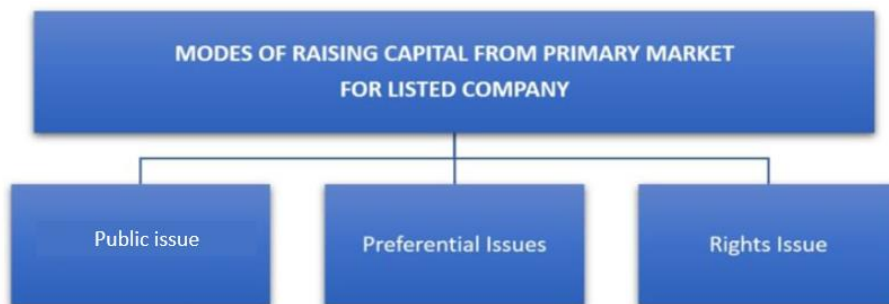 MODES OF RAISING CAPITAL FROM PRIMARY MARKET
FOR LISTED COMPANY
Public issue
Preferential Issues
Rights Issue